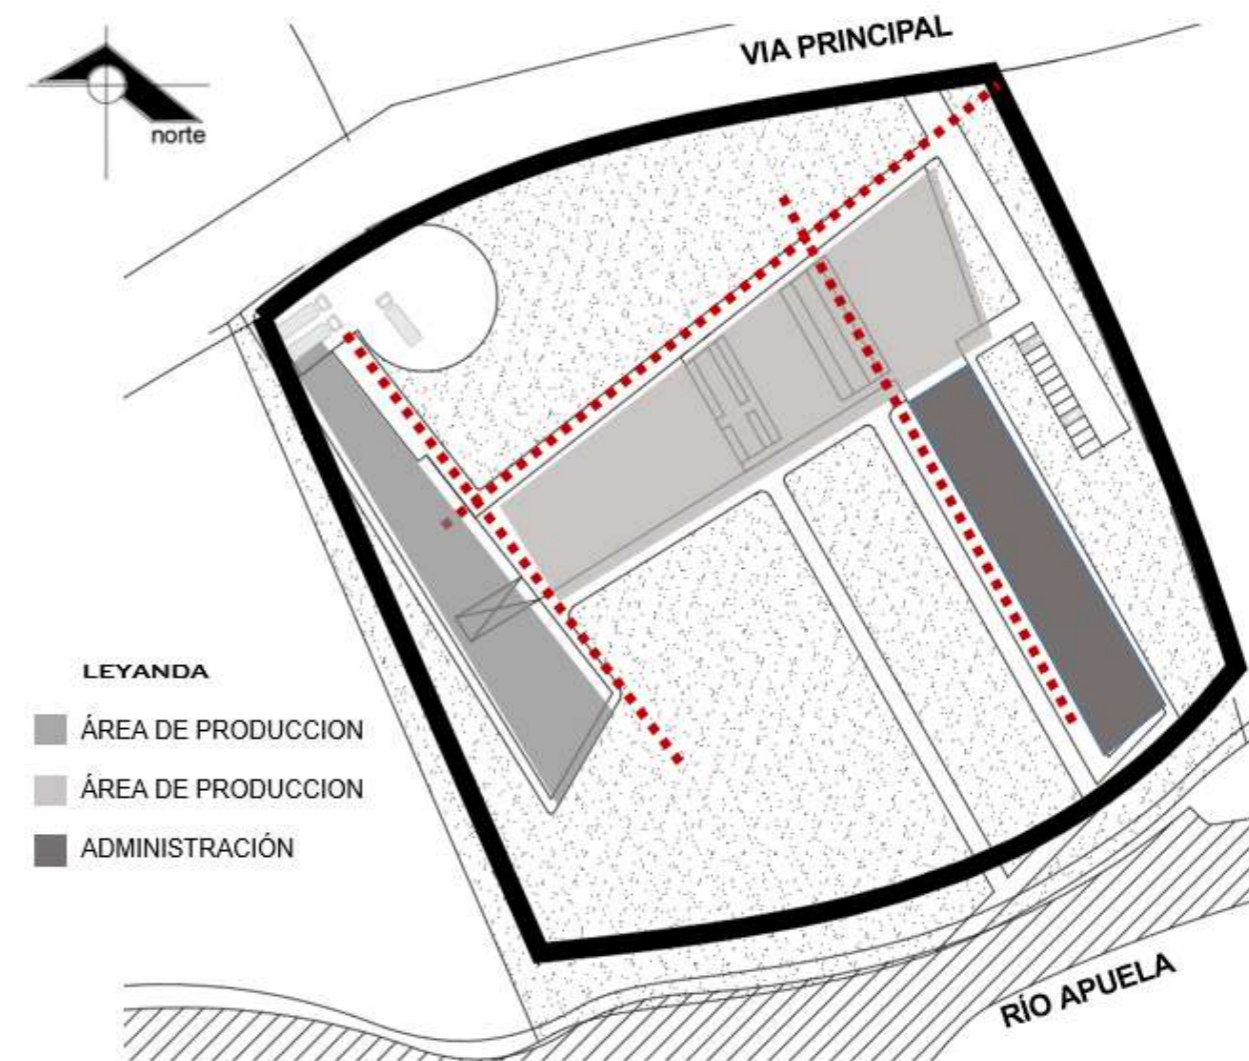 VIA PRINCIPAL
norte
LEYANDA
ÁREA DE PRODUCCION
ÁREA DE PRODUCCION
ADMINISTRACIÓN
RÍO APUELA